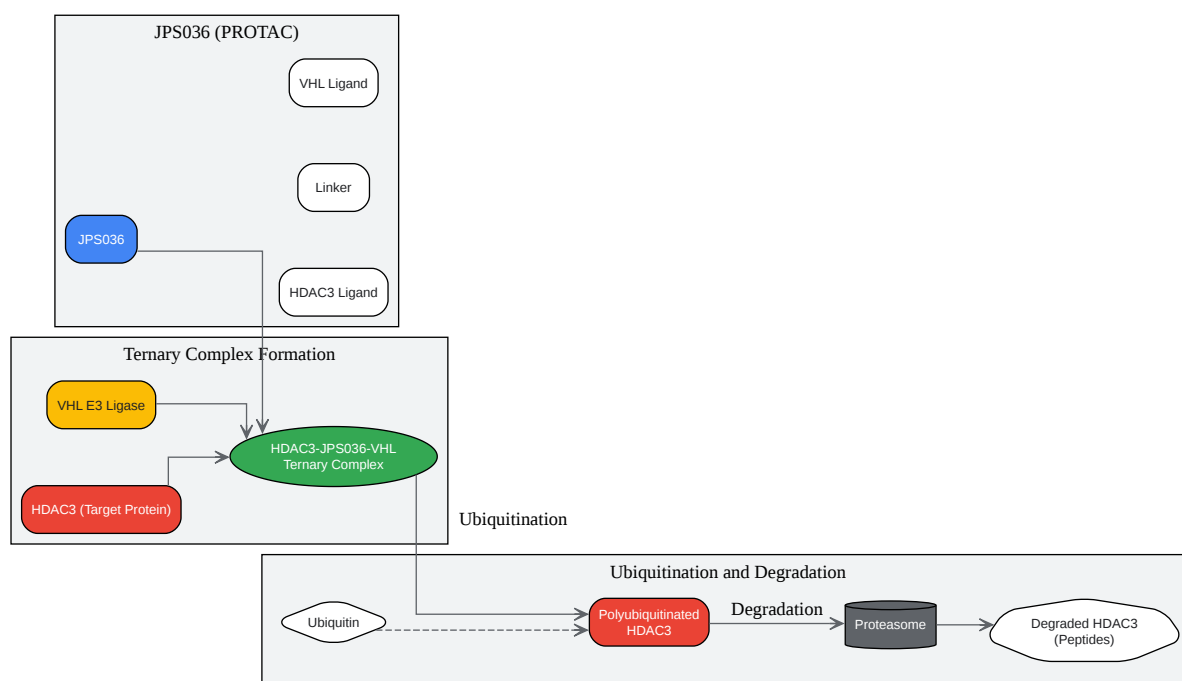 JPS036 (PROTAC)
VHL Ligand
Linker
JPS036
HDAC3 Ligand
Ternary Complex Formation
VHL E3 Ligase
HDAC3-JPS036-VHL
Ternary Complex
HDAC3 (Target Protein)
Ubiquitination
Ubiquitination and Degradation
Ubiquitin
Polyubiquitinated
HDAC3
Degradation
Proteasome
Degraded HDAC3
(Peptides)